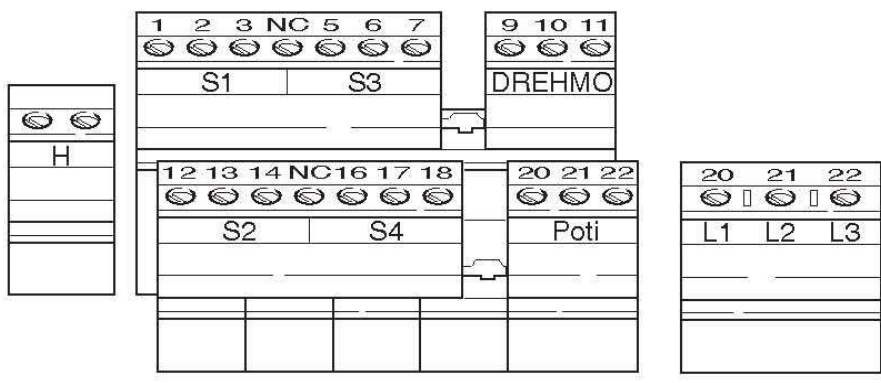 1 2 3 NC 5 6 7
S1 S3
9 10 11
DREHMO
H
12 13 14 NC 16 17 18
S2 S4
20 21 22
Poti
20 21 22
L1 L2 L3